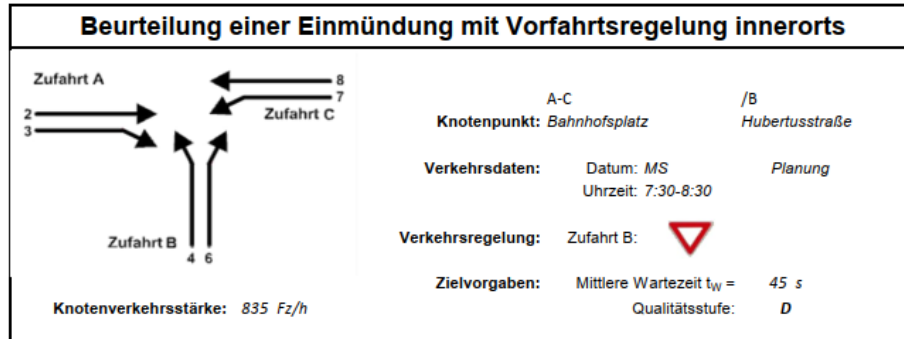 Beurteilung einer Einmündung mit Vorfahrtsregelung innerorts
Zufahrt A
8
7
Zufahrt C
2
3
Zufahrt B
4 6
Knotenverkehrsstärke: 835 Fz/h
A-C /B
Knotenpunkt: Bahnhofsplatz Hubertusstraße
Verkehrsdaten: Datum: MS Planung
Uhrzeit: 7:30-8:30
Verkehrsregelung: Zufahrt B:
Zielvorgaben: Mittlere Wartezeit tW = 45 s
Qualitätsstufe: D